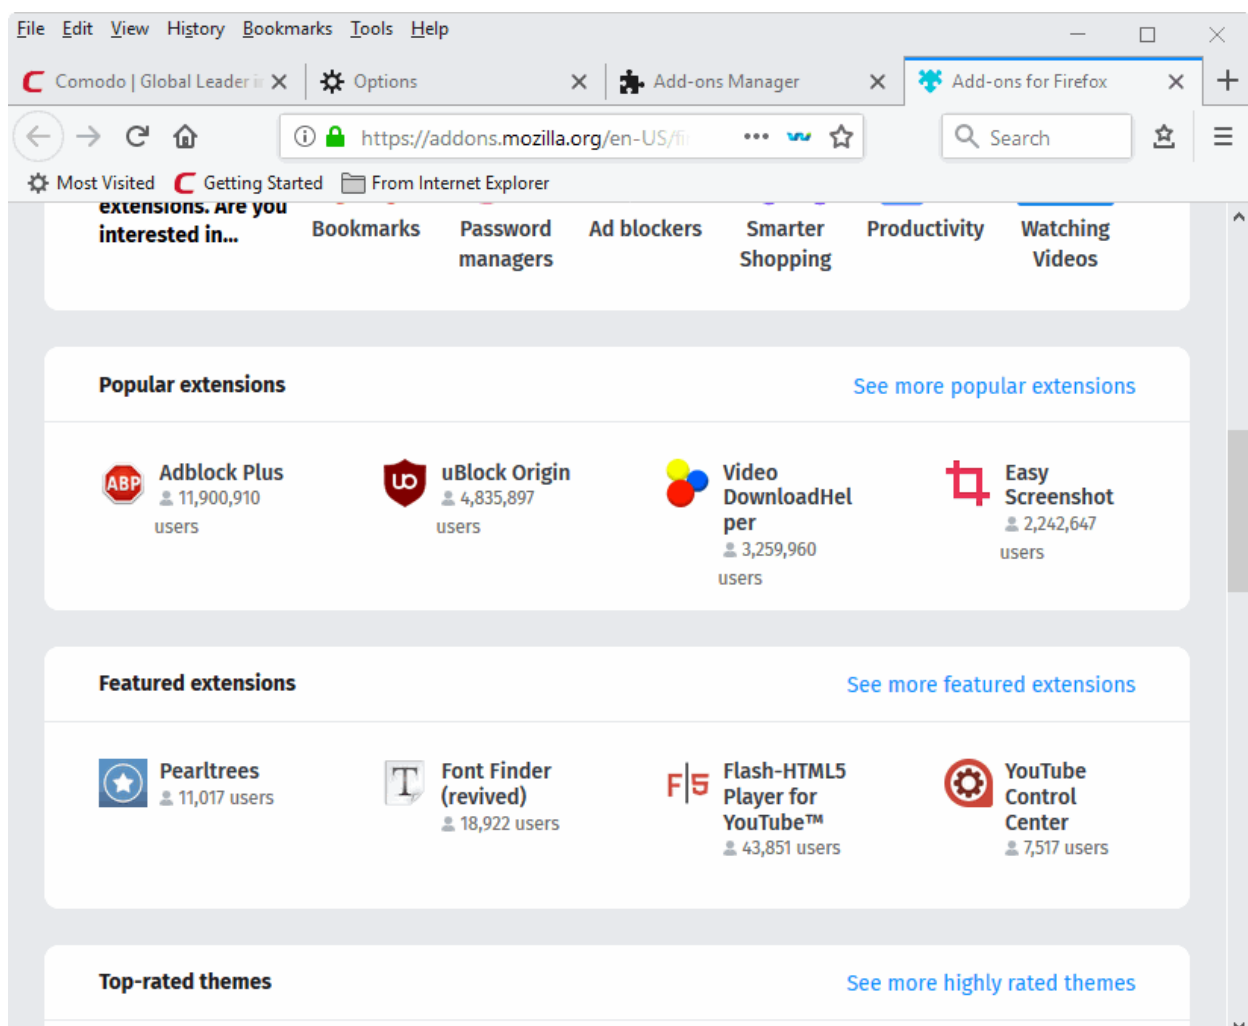 File Edit View History Bookmarks Tools Help
Comodo | Global Leader Options Add-ons Manager Add-ons for Firefox
https://addons.mozilla.org/en-US/ Search
Most Visited Getting Started From Internet Explorer
extensions. Are you
interested in...
Bookmarks
Password
managers
Ad blockers
Smarter
Shopping
Productivity
Watching
Videos
Popular extensions See more popular extensions
ABP
Adblock Plus
11,900,910
users
uBlock Origin
4,835,897
users
Video
DownloadHel
per
3,259,960
users
Easy
Screenshot
2,242,647
users
Featured extensions See more featured extensions
Pearltrees
11,017 users
T
Font Finder
(revived)
18,922 users
F|5
Flash-HTML5
Player for
YouTube™
43,851 users
YouTube
Control
Center
7,517 users
Top-rated themes See more highly rated themes